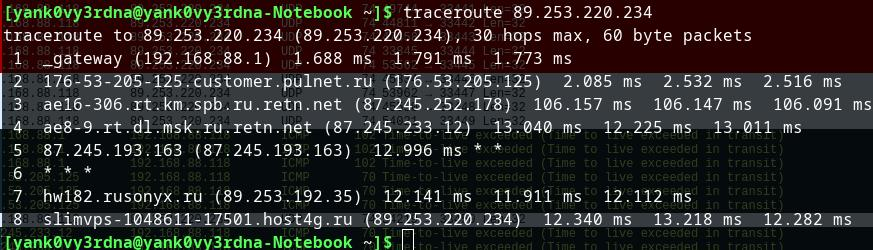 [yank0vy3rdna@yank0vy3rdna-Notebook ~]$ traceroute 89.253.220.234
traceroute to 89.253.220.234 (89.253.220.234), 30 hops max, 60 byte packets
1 _gateway (192.168.88.1) 1.688 ms 1.791 ms 1.773 ms
2 176-53-205-125.customer.pulnet.ru (176.53.205.125) 2.085 ms 2.532 ms 2.516 ms
3 ae16-306.rt.km.spb.ru.retn.net (87.245.252.178) 106.157 ms 106.147 ms 106.091 ms
4 ae8-9.rt.dl.msk.ru.retn.net (87.245.233.12) 13.040 ms 12.225 ms 13.011 ms
5 87.245.193.163 (87.245.193.163) 12.996 ms * *
6 * * *
7 hw182.rusonyx.ru (89.253.192.35) 12.141 ms 11.911 ms 12.112 ms
8 slimvps-1048611-17501.host4g.ru (89.253.220.234) 12.340 ms 13.218 ms 12.282 ms
[yank0vy3rdna@yank0vy3rdna-Notebook ~]$